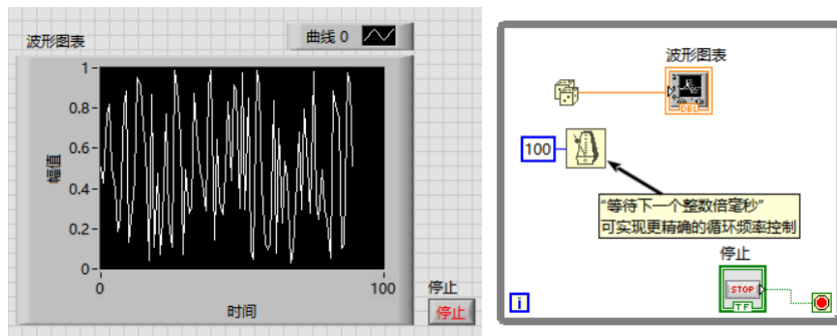 波形图表
曲线 0
1
0.8
0.6
0.4
0.2
0
幅值
0
100
时间
停止
停止
波形图表
DBL
100
"等待下一个整数倍毫秒"
可实现更精确的循环频率控制
停止
STOP
TF
i